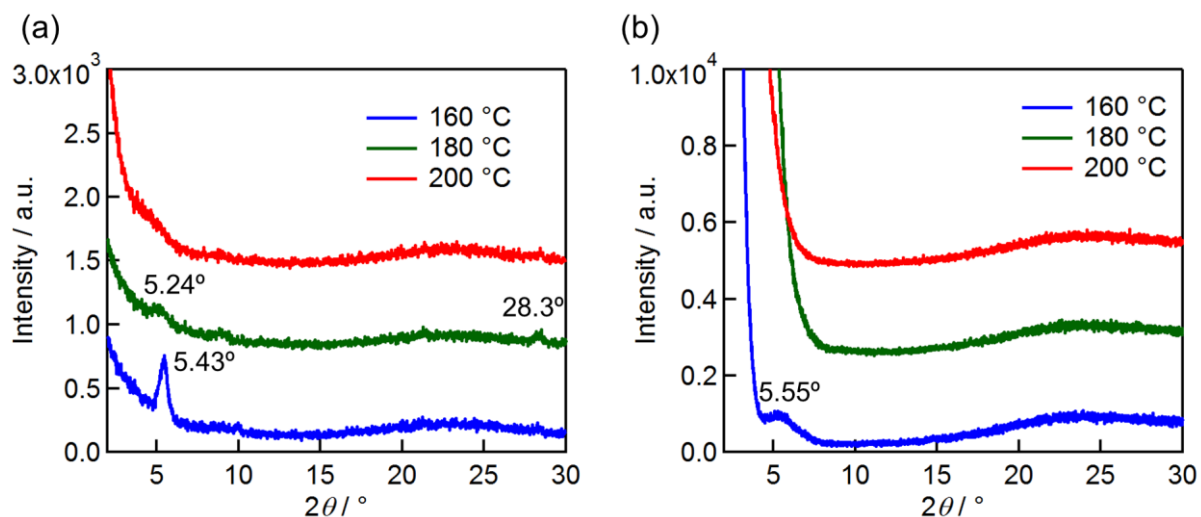 (a)
3.0x10³
2.5
2.0
1.5
1.0
0.5
0.0
Intensity / a.u.
160 °C
180 °C
200 °C
5.24º
28.3º
5.43º
5
10
15
20
25
30
2θ / °
(b)
1.0x10⁴
0.8
0.6
0.4
0.2
0.0
Intensity / a.u.
160 °C
180 °C
200 °C
5.55º
5
10
15
20
25
30
2θ / °